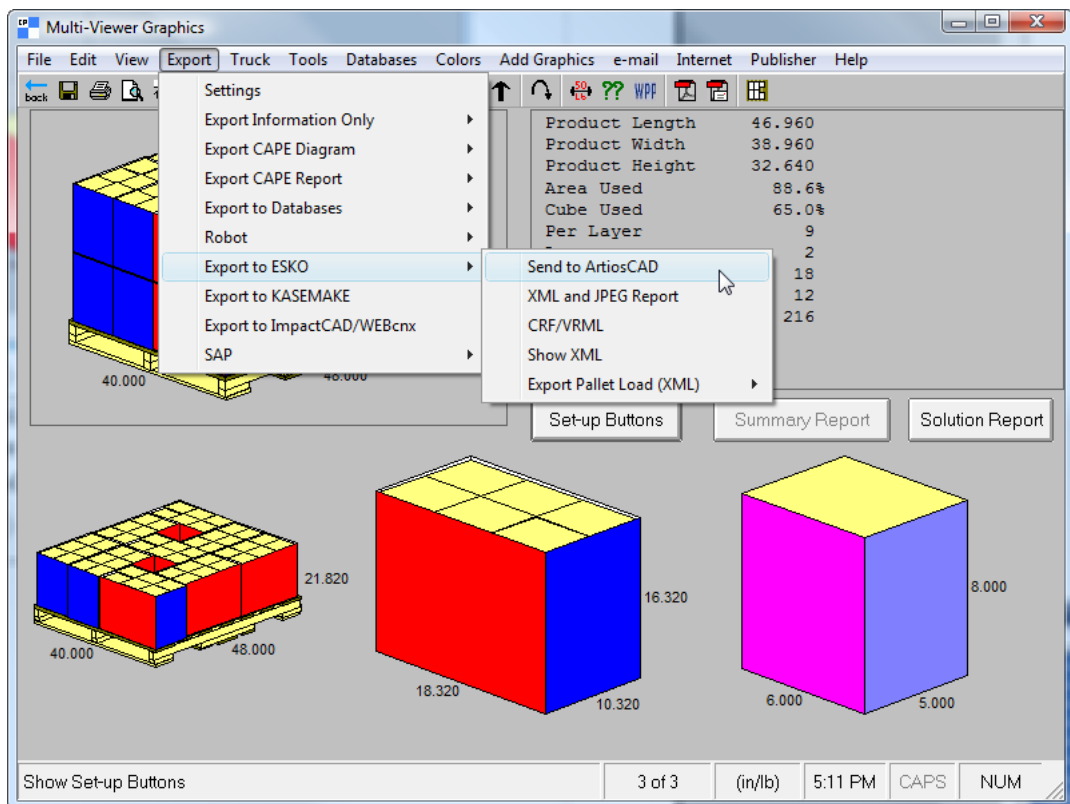 CP
Multi-Viewer Graphics
File Edit View Export Truck Tools Databases Colors Add Graphics e-mail Internet Publisher Help
back 50 Lb ?? WPP
Settings
Export Information Only
Export CAPE Diagram
Export CAPE Report
Export to Databases
Robot
Export to ESKO
Export to KASEMAKE
Export to ImpactCAD/WEBcnx
SAP
Send to ArtiosCAD
XML and JPEG Report
CRF/VRML
Show XML
Export Pallet Load (XML)
Product Length 46.960
Product Width 38.960
Product Height 32.640
Area Used 88.6%
Cube Used 65.0%
Per Layer 9
2
18
12
216
40.000 48.000
Set-up Buttons Summary Report Solution Report
21.820
40.000 48.000
16.320
18.320 10.320
8.000
6.000 5.000
Show Set-up Buttons 3 of 3 (in/lb) 5:11 PM CAPS NUM